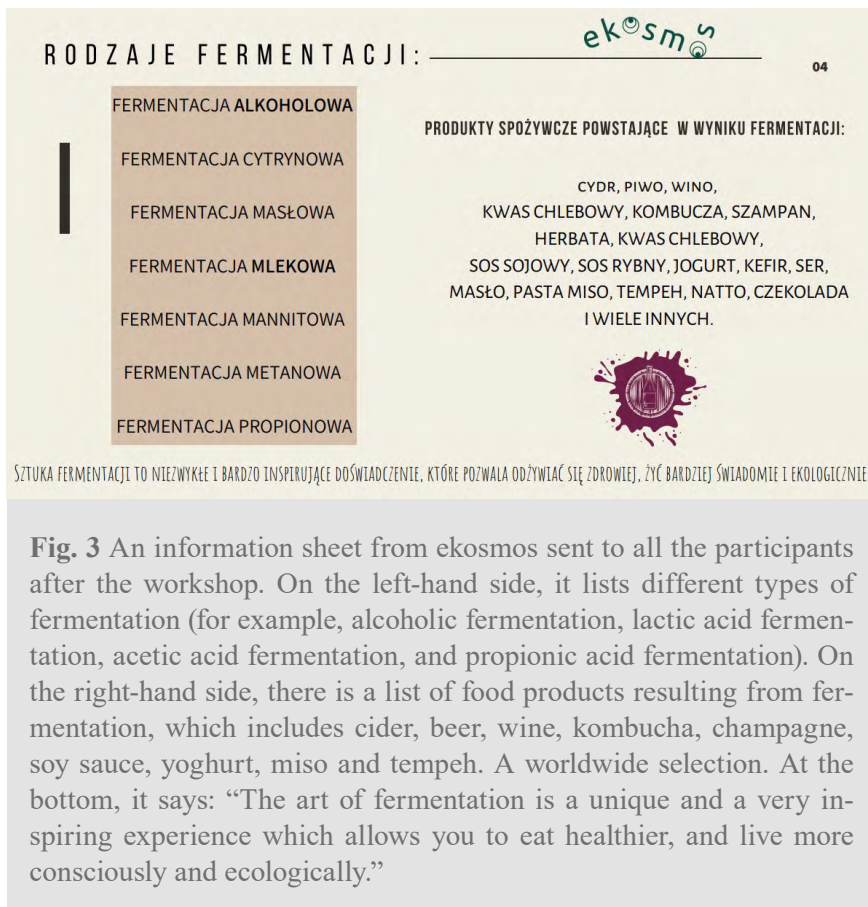 RODZAJE FERMENTACJI:
ekosmos
04
FERMENTACJA ALKOHOLOWA
FERMENTACJA CYTRYNOWA
FERMENTACJA MASŁOWA
FERMENTACJA MLEKOWA
FERMENTACJA MANNITOWA
FERMENTACJA METANOWA
FERMENTACJA PROPIONOWA
PRODUKTY SPOŻYWCZE POWSTAJĄCE W WYNIKU FERMENTACJI:
CYDR, PIWO, WINO,
KWAS CHLEBOWY, KOMBUCZA, SZAMPAN,
HERBATA, KWAS CHLEBOWY,
SOS SOJOWY, SOS RYBNY, JOGURT, KEFIR, SER,
MASŁO, PASTA MISO, TEMPEH, NATTO, CZEKOLADA
I WIELE INNYCH.
SZTUKA FERMENTACJI TO NIEZWYKŁE I BARDZO INSPIRUJĄCE DOŚWIADCZENIE, KTÓRE POZWALA ODŻYWIAĆ SIĘ ZDROWIEJ, ŻYĆ BARDZIEJ ŚWIADOMIE I EKOLOGICZNIE
Fig. 3 An information sheet from ekosmos sent to all the participants
after the workshop. On the left-hand side, it lists different types of
fermentation (for example, alcoholic fermentation, lactic acid fermen-
tation, acetic acid fermentation, and propionic acid fermentation). On
the right-hand side, there is a list of food products resulting from fer-
mentation, which includes cider, beer, wine, kombucha, champagne,
soy sauce, yoghurt, miso and tempeh. A worldwide selection. At the
bottom, it says: “The art of fermentation is a unique and a very in-
spiring experience which allows you to eat healthier, and live more
consciously and ecologically.”